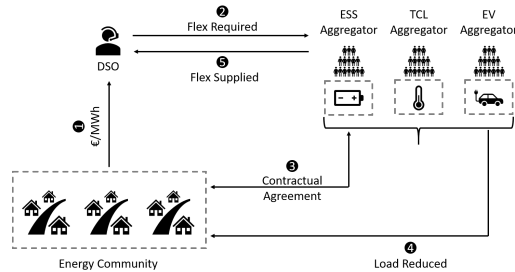 ❷
Flex Required
❺
Flex Supplied
DSO
ESS
Aggregator
TCL
Aggregator
EV
Aggregator
- +
❶
€/MWh
❸
Contractual
Agreement
❹
Load Reduced
Energy Community